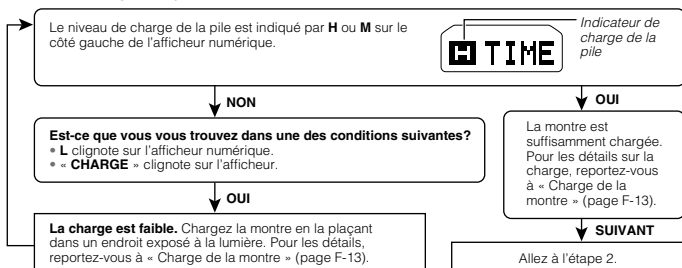 Le niveau de charge de la pile est indiqué par H ou M sur le
côté gauche de l'afficheur numérique.
H TIME
Indicateur de
charge de la
pile
NON
OUI
Est-ce que vous vous trouvez dans une des conditions suivantes?
• L clignote sur l'afficheur numérique.
• « CHARGE » clignote sur l'afficheur.
La montre est
suffisamment chargée.
Pour les détails sur la
charge, reportez-vous
à « Charge de la
montre » (page F-13).
OUI
SUIVANT
La charge est faible. Chargez la montre en la plaçant
dans un endroit exposé à la lumière. Pour les détails,
reportez-vous à « Charge de la montre » (page F-13).
Allez à l'étape 2.